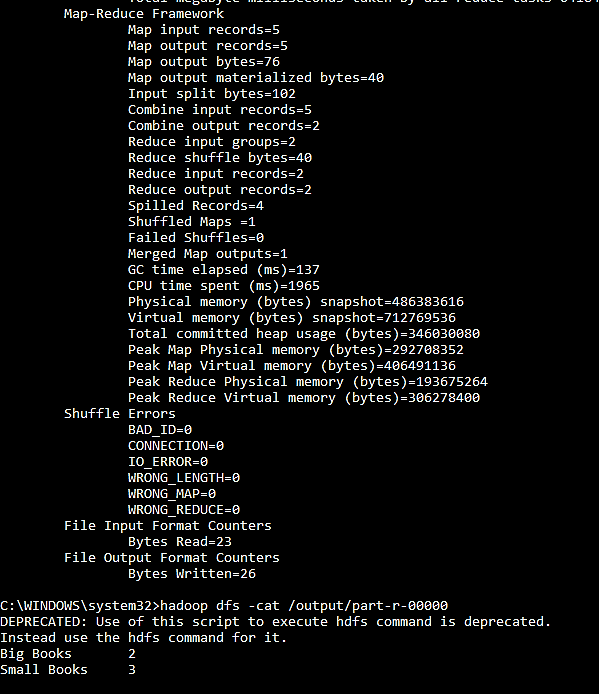 Map-Reduce Framework
Map input records=5
Map output records=5
Map output bytes=76
Map output materialized bytes=40
Input split bytes=102
Combine input records=5
Combine output records=2
Reduce input groups=2
Reduce shuffle bytes=40
Reduce input records=2
Reduce output records=2
Spilled Records=4
Shuffled Maps =1
Failed Shuffles=0
Merged Map outputs=1
GC time elapsed (ms)=137
CPU time spent (ms)=1965
Physical memory (bytes) snapshot=486383616
Virtual memory (bytes) snapshot=712769536
Total committed heap usage (bytes)=346030080
Peak Map Physical memory (bytes)=292708352
Peak Map Virtual memory (bytes)=406491136
Peak Reduce Physical memory (bytes)=193675264
Peak Reduce Virtual memory (bytes)=306278400
Shuffle Errors
BAD_ID=0
CONNECTION=0
IO_ERROR=0
WRONG_LENGTH=0
WRONG_MAP=0
WRONG_REDUCE=0
File Input Format Counters
Bytes Read=23
File Output Format Counters
Bytes Written=26
C:\WINDOWS\system32>hadoop dfs -cat /output/part-r-00000
DEPRECATED: Use of this script to execute hdfs command is deprecated.
Instead use the hdfs command for it.
Big Books 2
Small Books 3